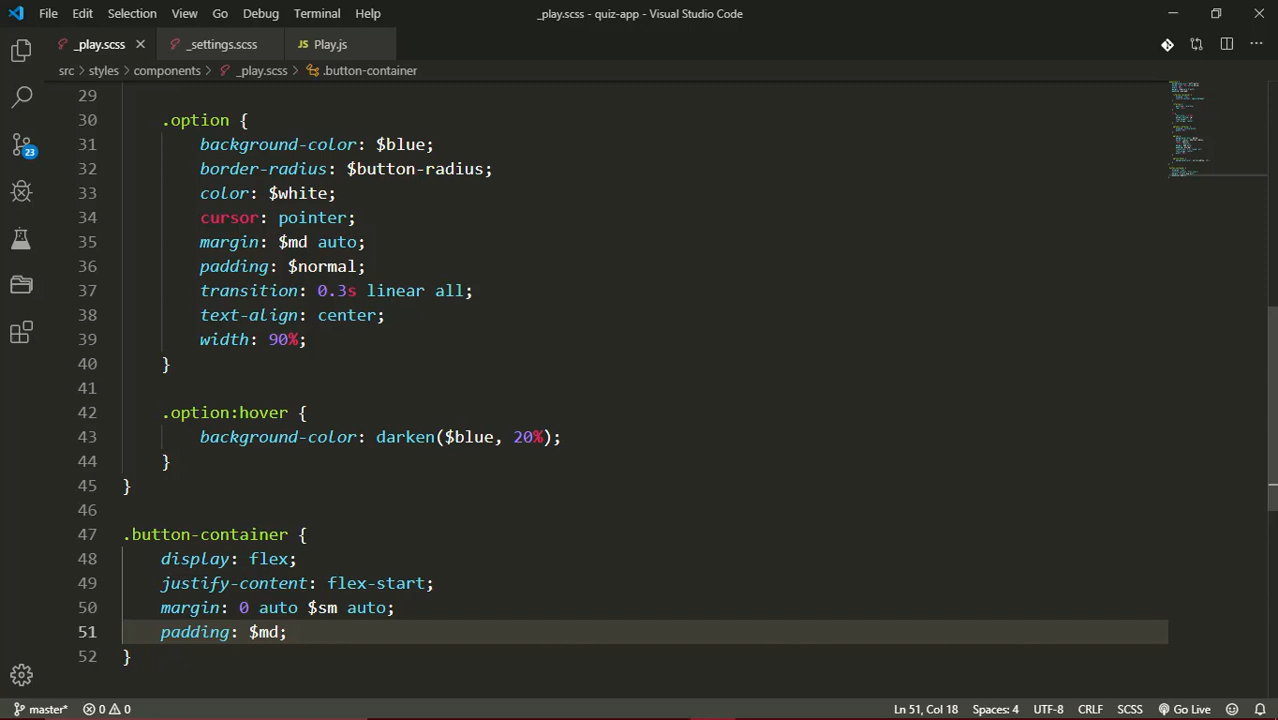 File Edit Selection View Go Debug Terminal Help _play.scss - quiz-app - Visual Studio Code
_play.scss _settings.scss JS Play.js
src styles components _play.scss .button-container
29
30 .option {
31 background-color: $blue;
32 border-radius: $button-radius;
33 color: $white;
34 cursor: pointer;
35 margin: $md auto;
36 padding: $normal;
37 transition: 0.3s linear all;
38 text-align: center;
39 width: 90%;
40 }
41
42 .option:hover {
43 background-color: darken($blue, 20%);
44 }
45 }
46
47 .button-container {
48 display: flex;
49 justify-content: flex-start;
50 margin: 0 auto $sm auto;
51 padding: $md;
52 }
23
master* 0 0 Ln 51, Col 18 Spaces: 4 UTF-8 CRLF SCSS Go Live